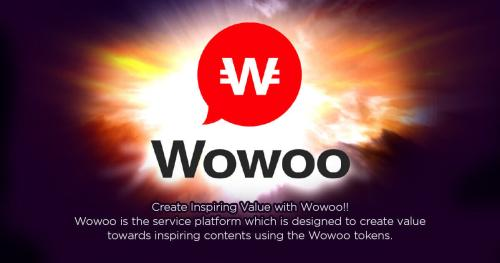 W
Wowoo
Create Inspiring Value with Wowoo!!
Wowoo is the service platform which is designed to create value
towards inspiring contents using the Wowoo tokens.